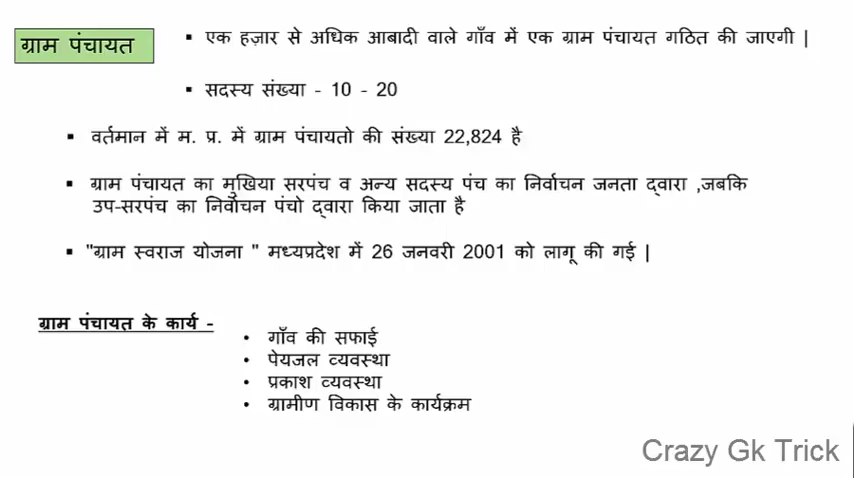 ग्राम पंचायत
▪ एक हज़ार से अधिक आबादी वाले गाँव में एक ग्राम पंचायत गठित की जाएगी |
▪ सदस्य संख्या - 10 - 20
▪ वर्तमान में म. प्र. में ग्राम पंचायतो की संख्या 22,824 है
▪ ग्राम पंचायत का मुखिया सरपंच व अन्य सदस्य पंच का निर्वाचन जनता द्वारा ,जबकि
उप-सरपंच का निर्वाचन पंचो द्वारा किया जाता है
▪ "ग्राम स्वराज योजना " मध्यप्रदेश में 26 जनवरी 2001 को लागू की गई |
ग्राम पंचायत के कार्य -
• गाँव की सफाई
• पेयजल व्यवस्था
• प्रकाश व्यवस्था
• ग्रामीण विकास के कार्यक्रम
Crazy Gk Trick